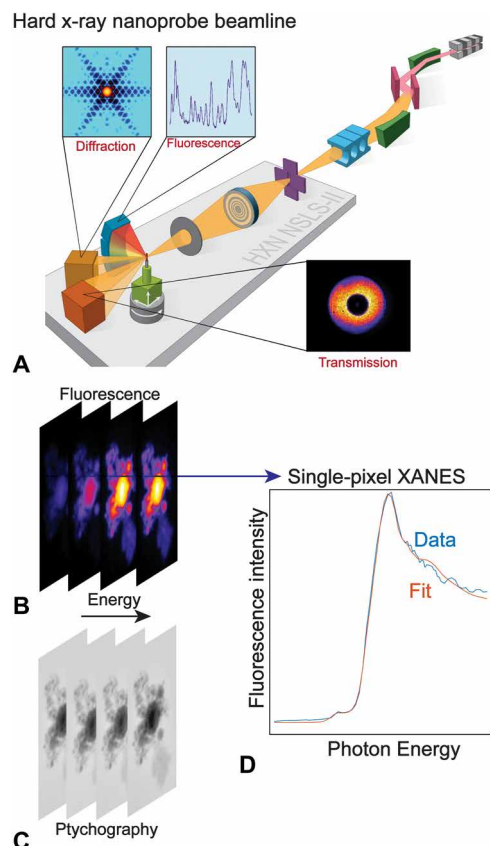 Hard x-ray nanoprobe beamline
Diffraction
Fluorescence
HXN NSLS-II
Transmission
A
Fluorescence
Single-pixel XANES
Fluorescence intensity
Data
Fit
B
Energy
Photon Energy
D
Ptychography
C